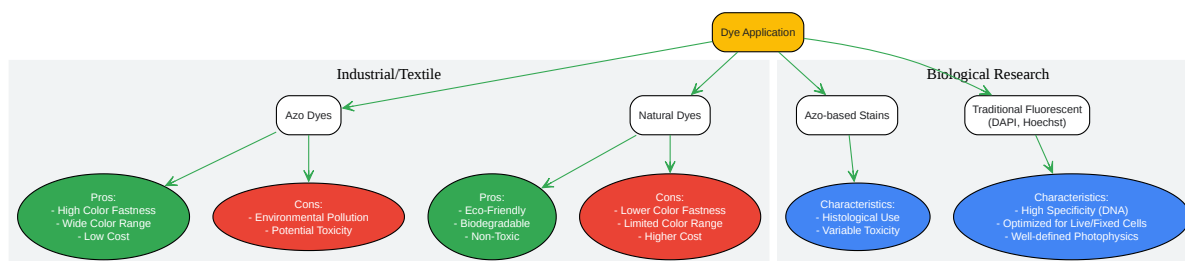 Dye Application
Industrial/Textile
Biological Research
Azo Dyes
Natural Dyes
Azo-based Stains
Traditional Fluorescent
(DAPI, Hoechst)
Pros:
- High Color Fastness
- Wide Color Range
- Low Cost
Cons:
- Environmental Pollution
- Potential Toxicity
Pros:
- Eco-Friendly
- Biodegradable
- Non-Toxic
Cons:
- Lower Color Fastness
- Limited Color Range
- Higher Cost
Characteristics:
- Histological Use
- Variable Toxicity
Characteristics:
- High Specificity (DNA)
- Optimized for Live/Fixed Cells
- Well-defined Photophysics